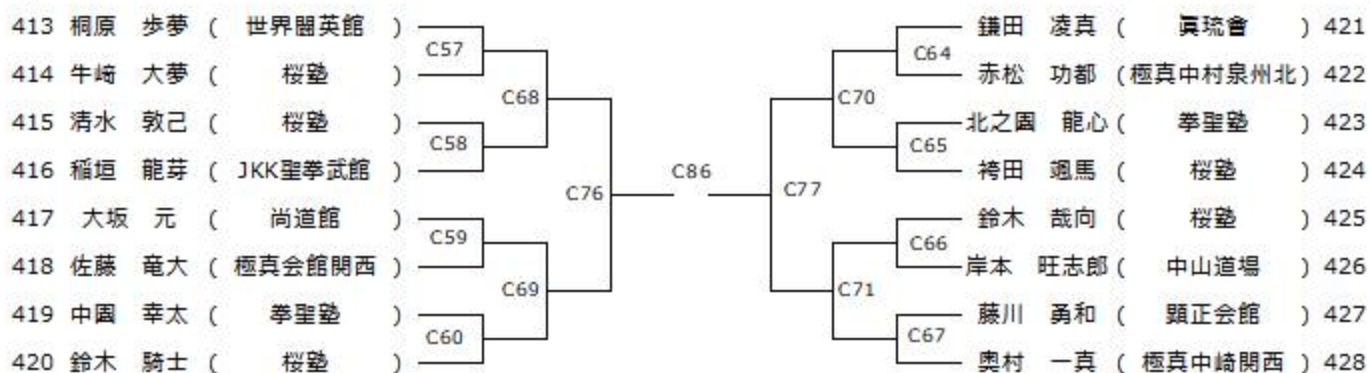 413 桐原 歩夢 ( 世界闘英館 )
C57
414 牛﨑 大夢 ( 桜塾 )
C68
415 清水 敦己 ( 桜塾 )
C58
416 稲垣 龍芽 ( JKK聖拳武館 )
C76
417 大坂 元 ( 尚道館 )
C59
418 佐藤 竜大 ( 極真会館関西 )
C69
419 中園 幸太 ( 拳聖塾 )
C60
420 鈴木 騎士 ( 桜塾 )
C86
鎌田 凌真 ( 眞琉會 ) 421
C64
赤松 功都 (極真中村泉州北) 422
C70
北之園 龍心 ( 拳聖塾 ) 423
C65
袴田 颯馬 ( 桜塾 ) 424
C77
鈴木 哉向 ( 桜塾 ) 425
C66
岸本 旺志郎 ( 中山道場 ) 426
C71
藤川 勇和 ( 顕正会館 ) 427
C67
奥村 一真 ( 極真中﨑関西 ) 428